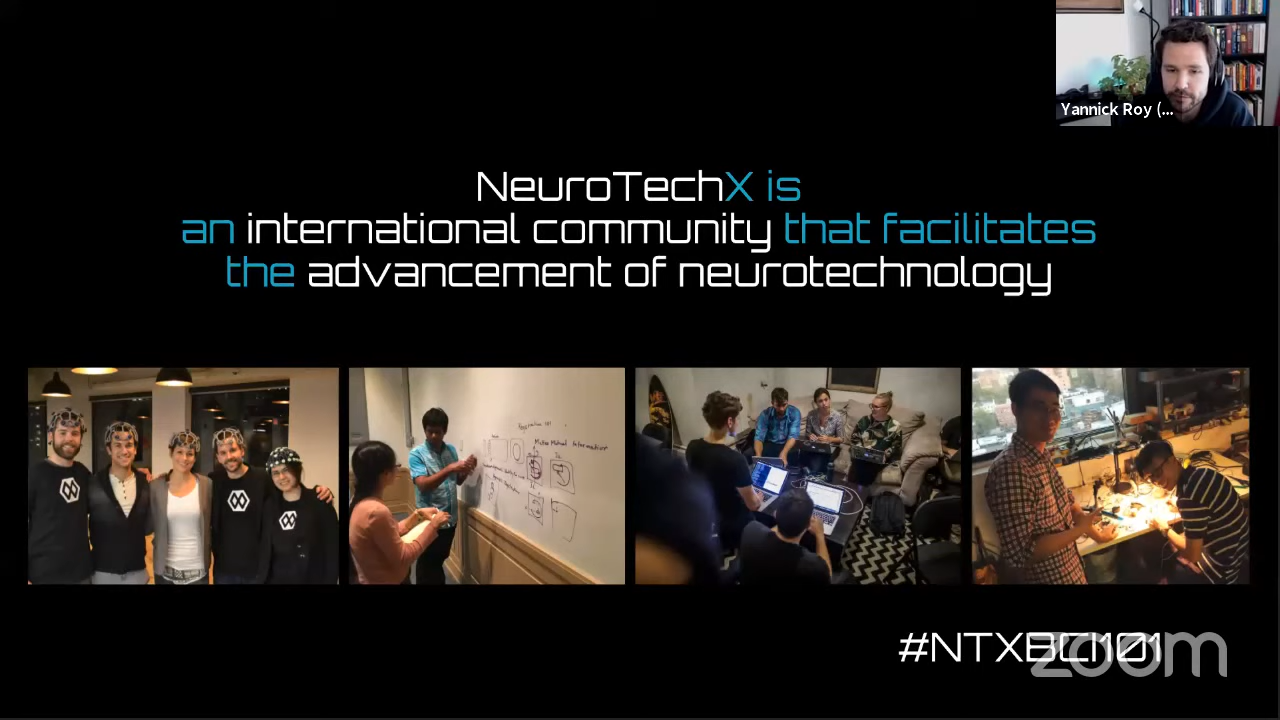 Yannick Roy (...
NeuroTechX is
an international community that facilitates
the advancement of neurotechnology
#NTXBCI101
zoom